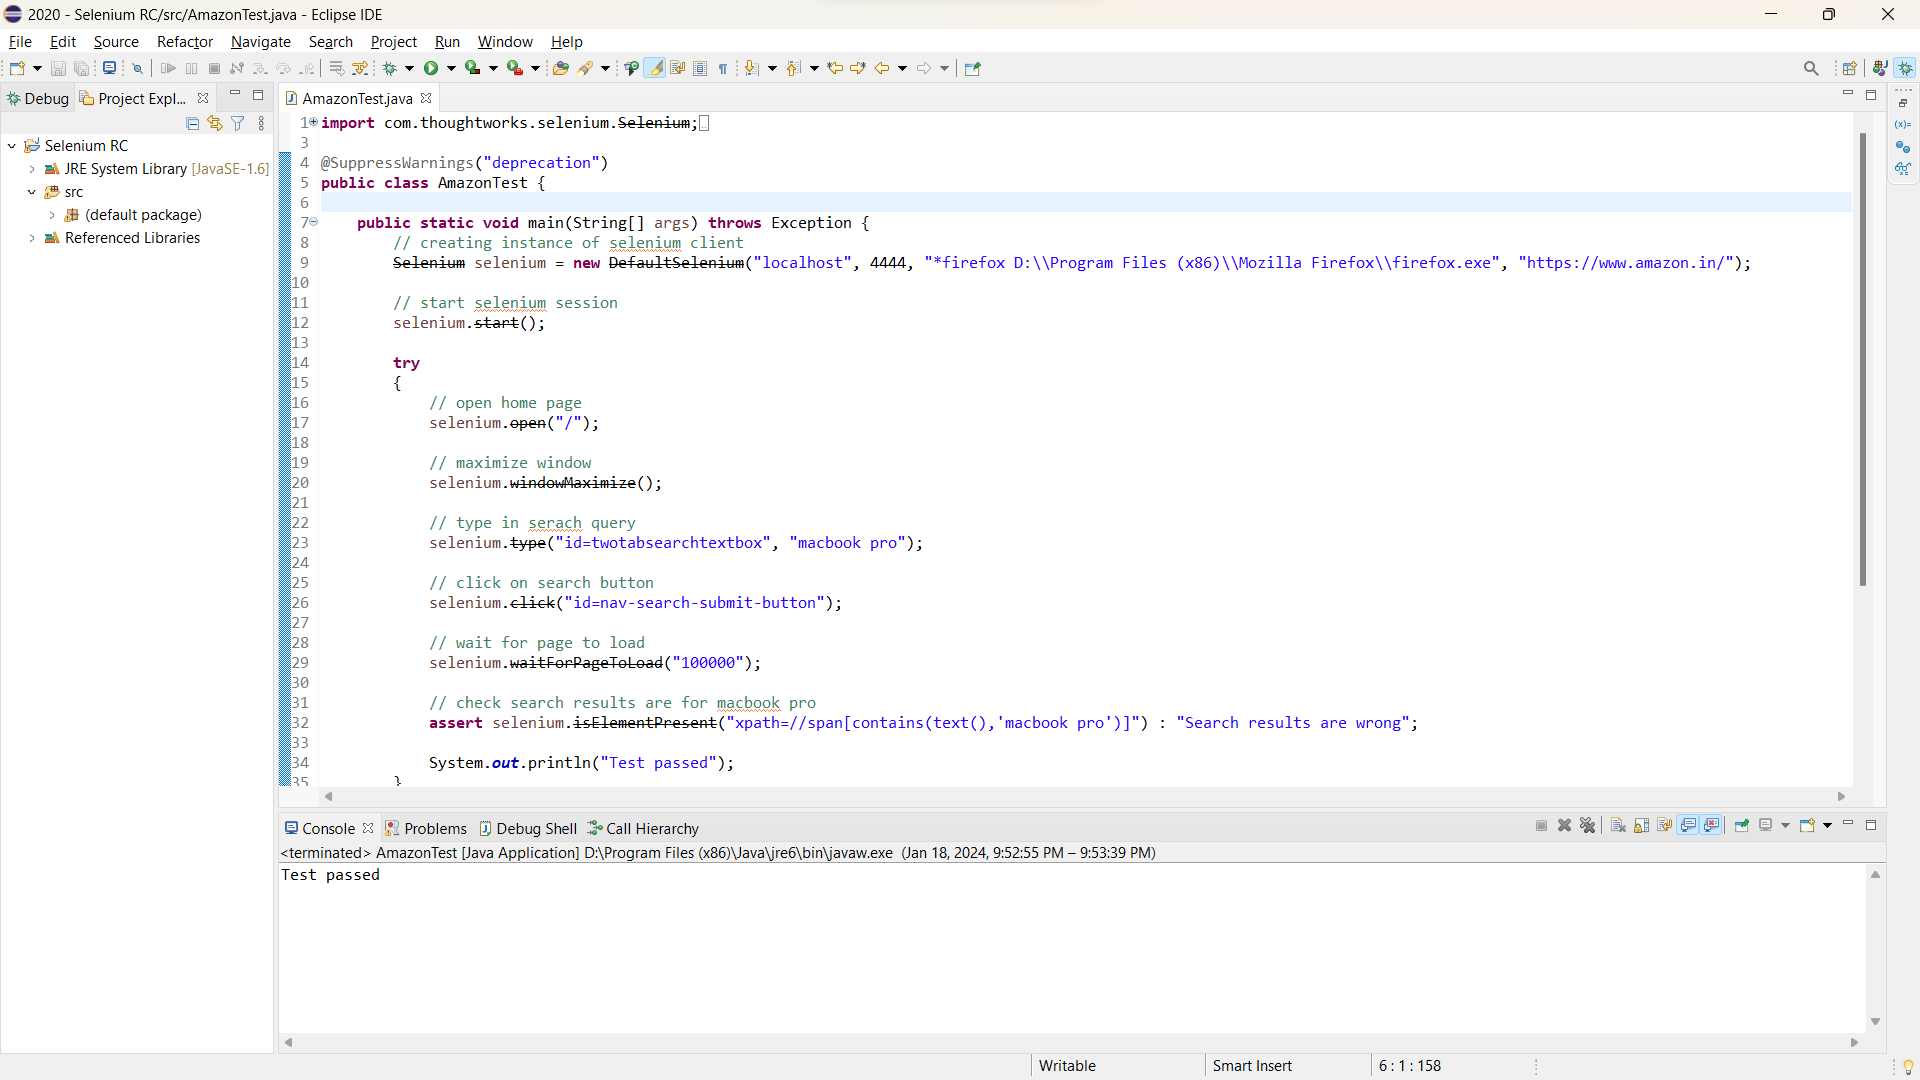 2020 - Selenium RC/src/AmazonTest.java - Eclipse IDE
File Edit Source Refactor Navigate Search Project Run Window Help
Debug Project Expl...
AmazonTest.java
Selenium RC
JRE System Library [JavaSE-1.6]
src
(default package)
Referenced Libraries
1 import com.thoughtworks.selenium.Selenium;
3
4 @SuppressWarnings("deprecation")
5 public class AmazonTest {
6
7 public static void main(String[] args) throws Exception {
8 // creating instance of selenium client
9 Selenium selenium = new DefaultSelenium("localhost", 4444, "*firefox D:\\Program Files (x86)\\Mozilla Firefox\\firefox.exe", "https://www.amazon.in/");
10
11 // start selenium session
12 selenium.start();
13
14 try
15 {
16 // open home page
17 selenium.open("/");
18
19 // maximize window
20 selenium.windowMaximize();
21
22 // type in serach query
23 selenium.type("id=twotabsearchtextbox", "macbook pro");
24
25 // click on search button
26 selenium.click("id=nav-search-submit-button");
27
28 // wait for page to load
29 selenium.waitForPageToLoad("100000");
30
31 // check search results are for macbook pro
32 assert selenium.isElementPresent("xpath=//span[contains(text(),'macbook pro')]") : "Search results are wrong";
33
34 System.out.println("Test passed");
35 }
Console Problems Debug Shell Call Hierarchy
<terminated> AmazonTest [Java Application] D:\Program Files (x86)\Java\jre6\bin\javaw.exe (Jan 18, 2024, 9:52:55 PM – 9:53:39 PM)
Test passed
Writable Smart Insert 6 : 1 : 158